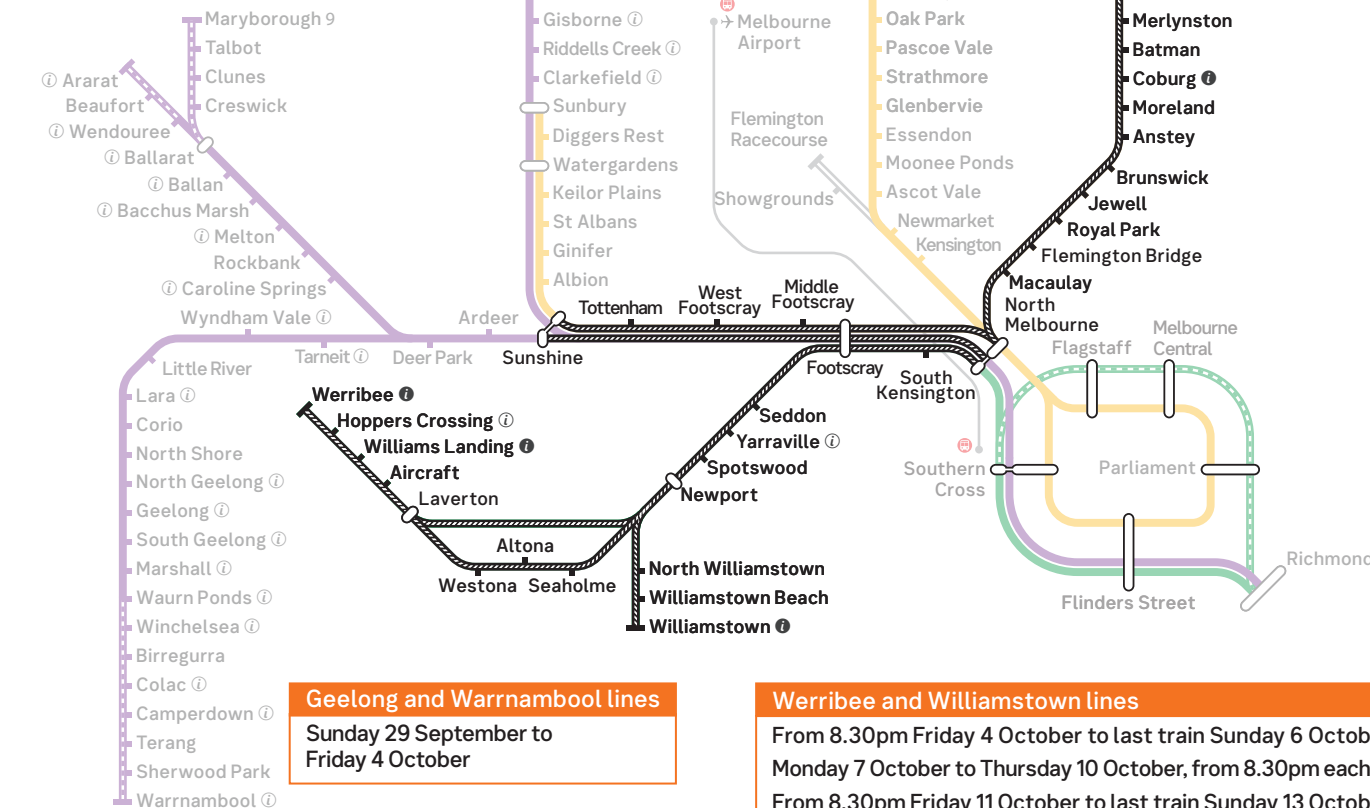 Maryborough 9
Talbot
Clunes
Creswick
Ararat
Beaufort
Wendouree
Ballarat
Ballan
Bacchus Marsh
Melton
Rockbank
Caroline Springs
Wyndham Vale
Ardeer
Tarneit
Deer Park
Little River
Lara
Corio
North Shore
North Geelong
Geelong
South Geelong
Marshall
Waurn Ponds
Winchelsea
Birregurra
Colac
Camperdown
Terang
Sherwood Park
Warrnambool
Gisborne
Riddells Creek
Clarkefield
Sunbury
Diggers Rest
Watergardens
Keilor Plains
St Albans
Ginifer
Albion
Sunshine
Tottenham
West
Footscray
Middle
Footscray
Footscray
South
Kensington
Melbourne
Airport
Flemington
Racecourse
Showgrounds
Oak Park
Pascoe Vale
Strathmore
Glenbervie
Essendon
Moonee Ponds
Ascot Vale
Newmarket
Kensington
Merlynston
Batman
Coburg
Moreland
Anstey
Brunswick
Jewell
Royal Park
Flemington Bridge
Macaulay
North
Melbourne
Flagstaff
Melbourne
Central
Parliament
Southern
Cross
Flinders Street
Richmond
Werribee
Hoppers Crossing
Williams Landing
Aircraft
Laverton
Altona
Westona
Seaholme
Seddon
Yarraville
Spotswood
Newport
North Williamstown
Williamstown Beach
Williamstown
Geelong and Warrnambool lines
Sunday 29 September to
Friday 4 October
Werribee and Williamstown lines
From 8.30pm Friday 4 October to last train Sunday 6 Octob
Monday 7 October to Thursday 10 October, from 8.30pm each
From 8.30pm Friday 11 October to last train Sunday 13 Octob